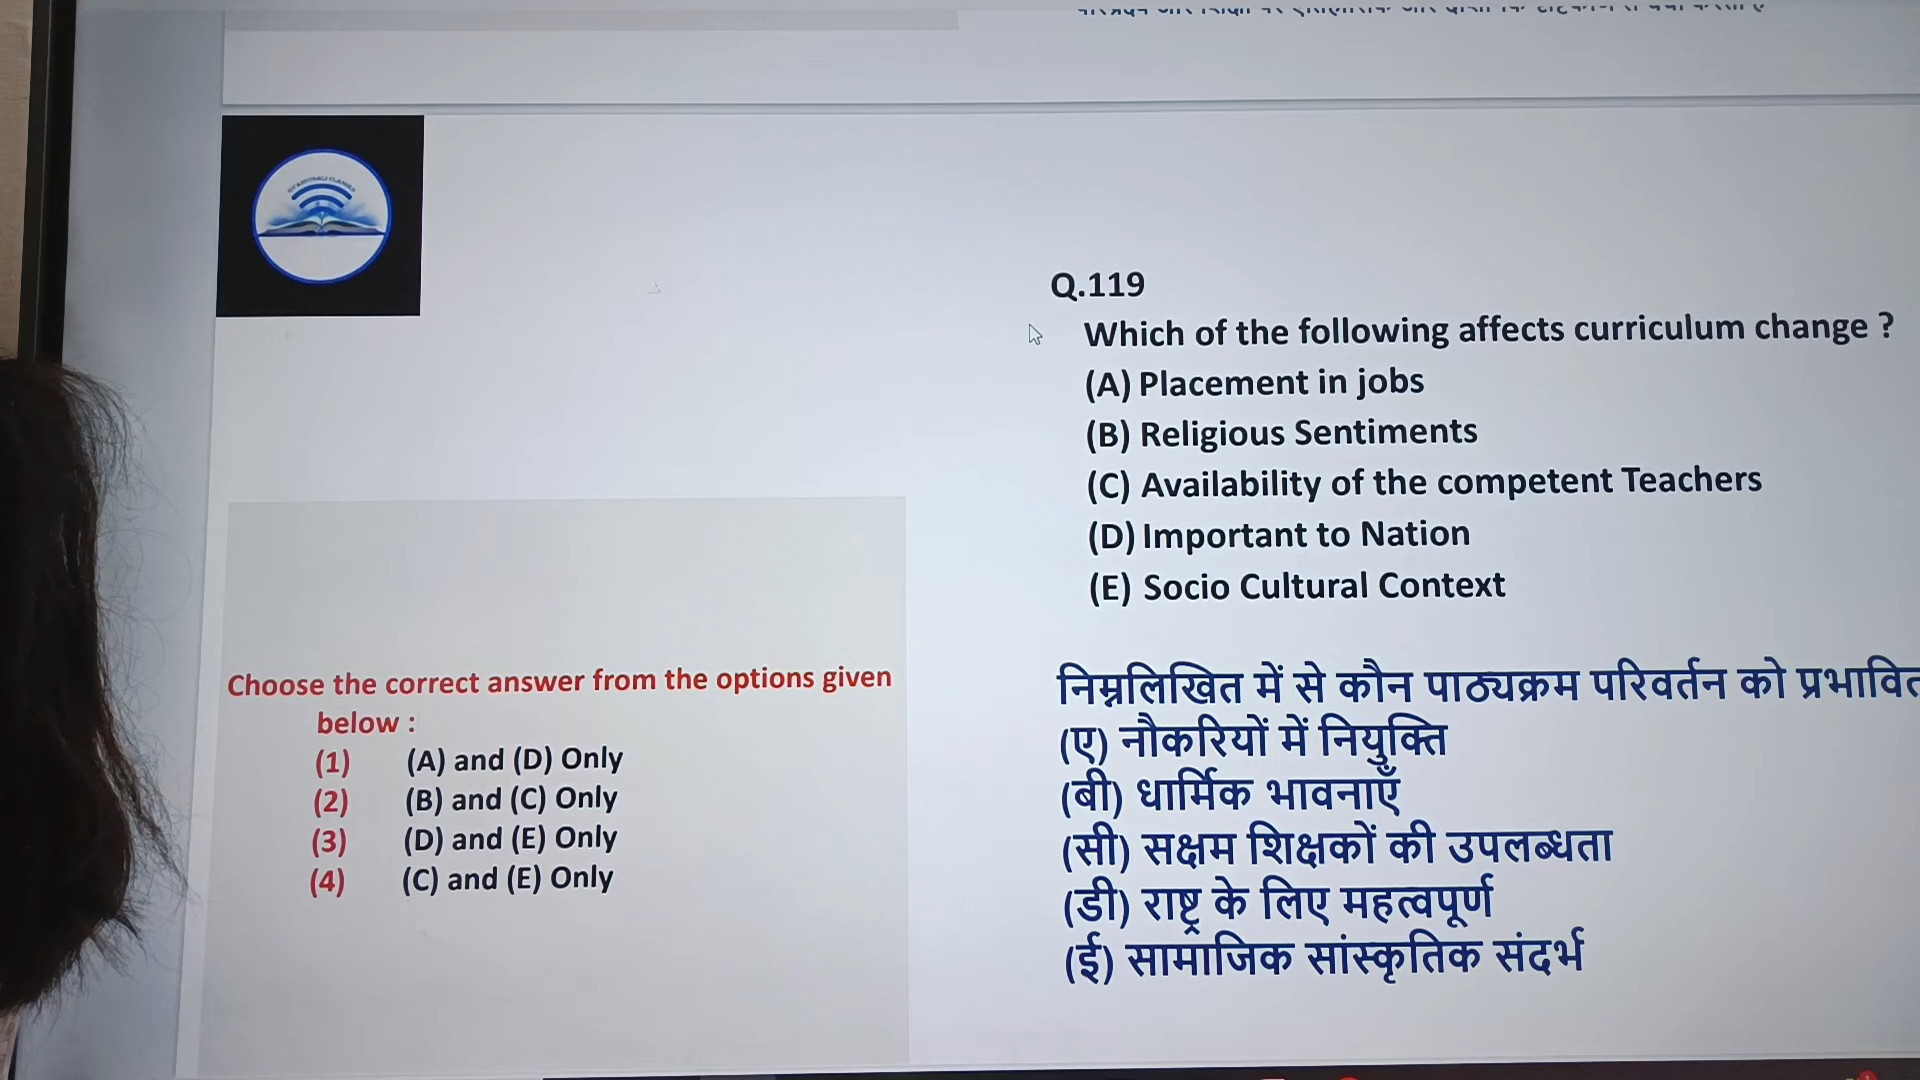 Q.119
Which of the following affects curriculum change ?
(A) Placement in jobs
(B) Religious Sentiments
(C) Availability of the competent Teachers
(D) Important to Nation
(E) Socio Cultural Context
निम्नलिखित में से कौन पाठ्यक्रम परिवर्तन को
(ए) नौकरियों में नियुक्ति
(बी) धार्मिक भावनाएँ
(सी) सक्षम शिक्षकों की उपलब्धता
(डी) राष्ट्र के लिए महत्वपूर्ण
(ई) सामाजिक सांस्कृतिक संदर्भ
Choose the correct answer from the options given
below :
(1) (A) and (D) Only
(2) (B) and (C) Only
(3) (D) and (E) Only
(4) (C) and (E) Only